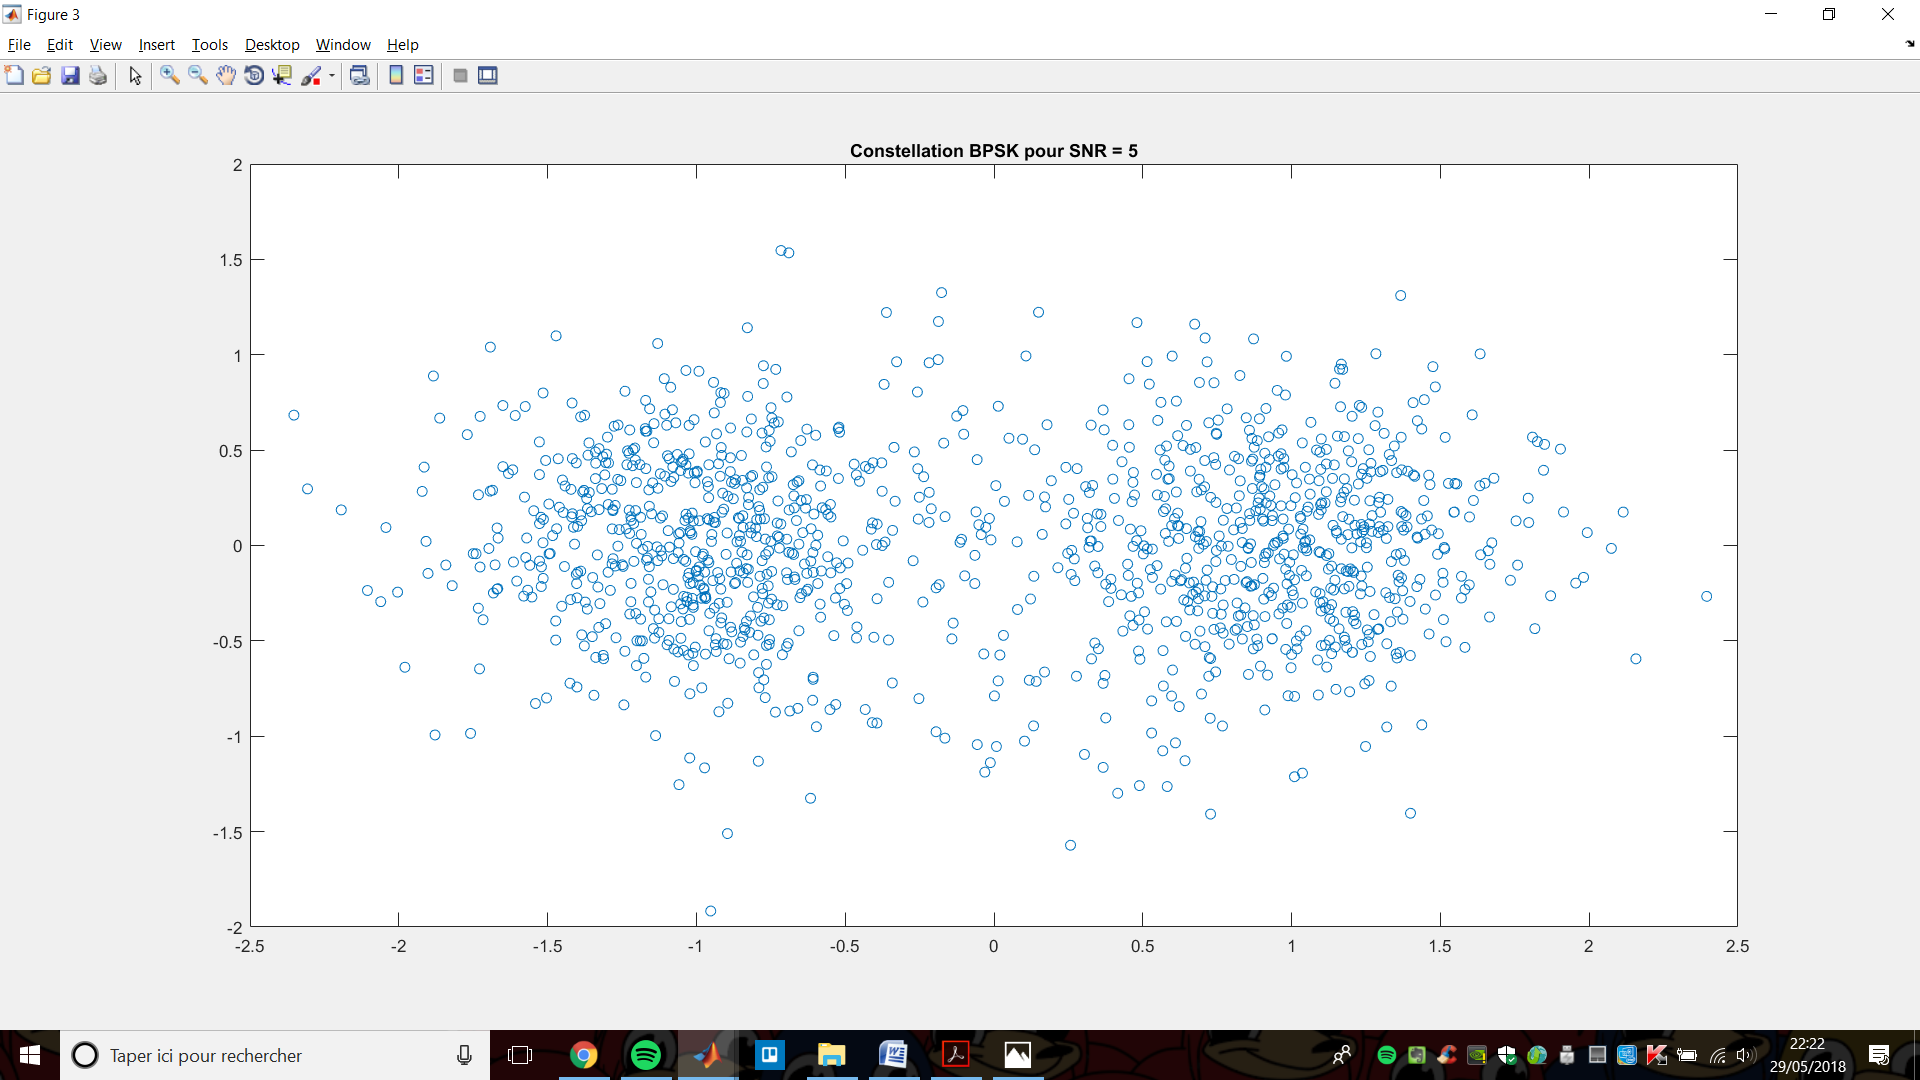 Figure 3
File Edit View Insert Tools Desktop Window Help
Constellation BPSK pour SNR = 5
2
1.5
1
0.5
0
-0.5
-1
-1.5
-2
-2.5 -2 -1.5 -1 -0.5 0 0.5 1 1.5 2 2.5
Taper ici pour rechercher
22:22
29/05/2018